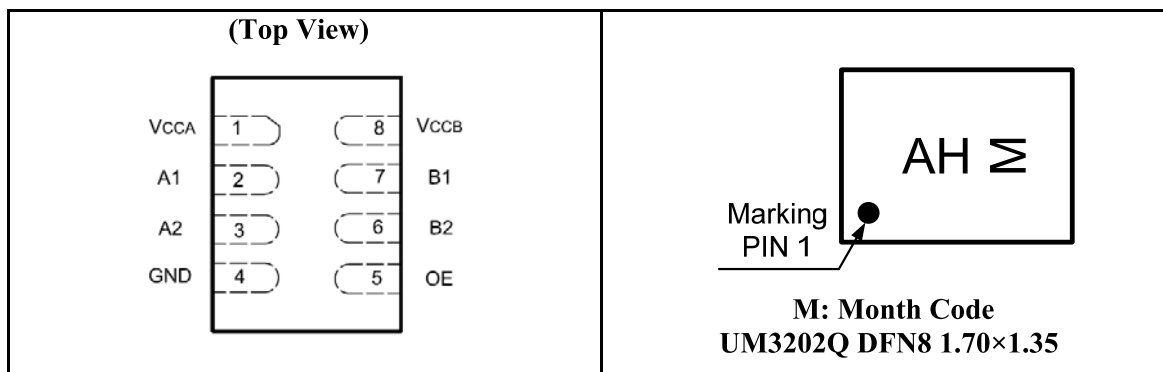 (Top View)
VCCA 1 8 VCCB
A1 2 7 B1
A2 3 6 B2
GND 4 5 OE
AH M
Marking
PIN 1
M: Month Code
UM3202Q DFN8 1.70×1.35